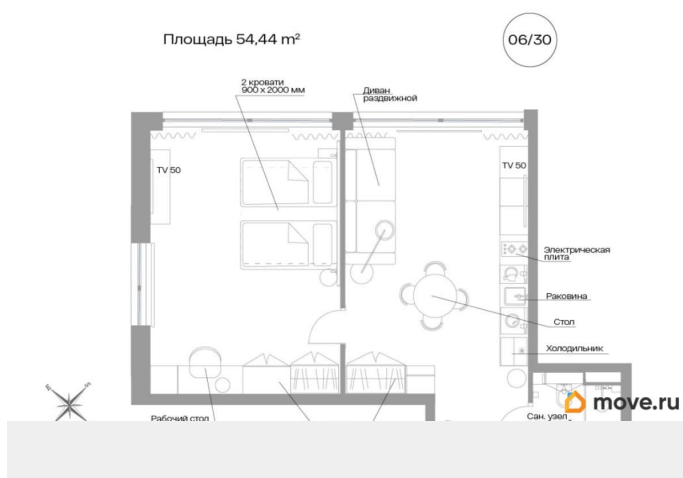 Площадь 54,44 m²
06/30
2 кровати
900 x 2000 мм
Диван
раздвижной
TV 50
TV 50
Электрическая
плита
Раковина
Стол
Холодильник
Рабочий стол
Сан. узел
move.ru